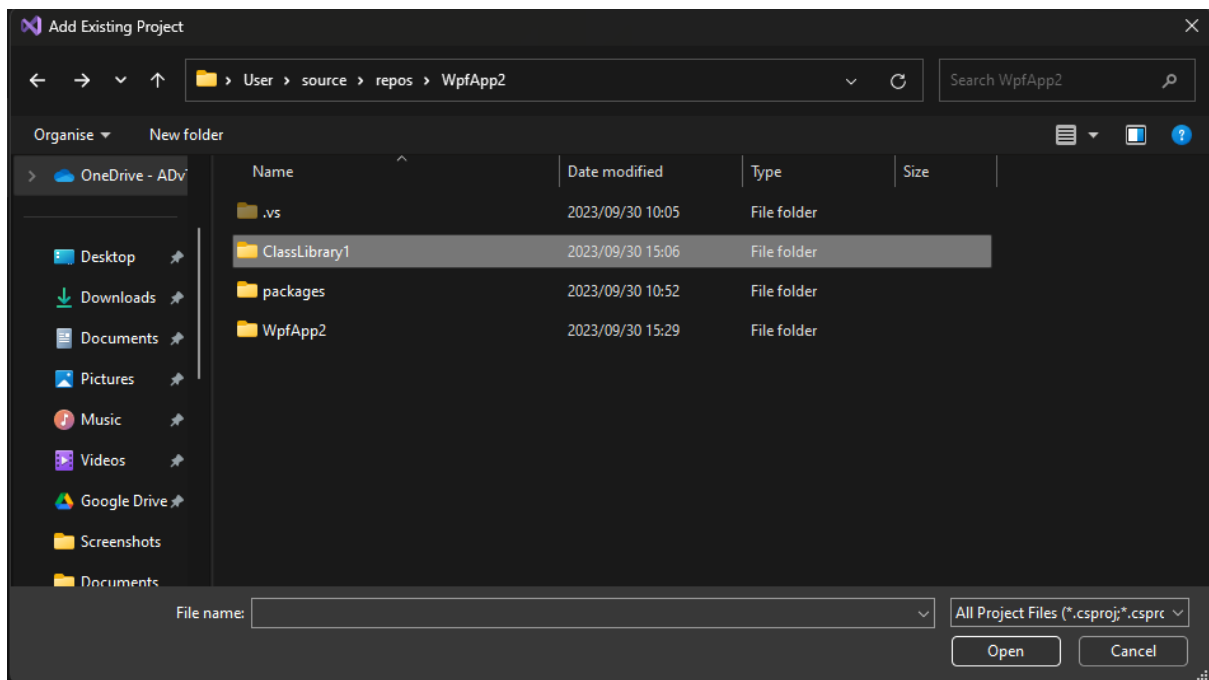 Add Existing Project
User > source > repos > WpfApp2
Search WpfApp2
Organise
New folder
OneDrive - ADv
Desktop
Downloads
Documents
Pictures
Music
Videos
Google Drive
Screenshots
Documents
Name Date modified Type Size
.vs 2023/09/30 10:05 File folder
ClassLibrary1 2023/09/30 15:06 File folder
packages 2023/09/30 10:52 File folder
WpfApp2 2023/09/30 15:29 File folder
File name:
All Project Files (*.csproj;*.cspro
Open
Cancel